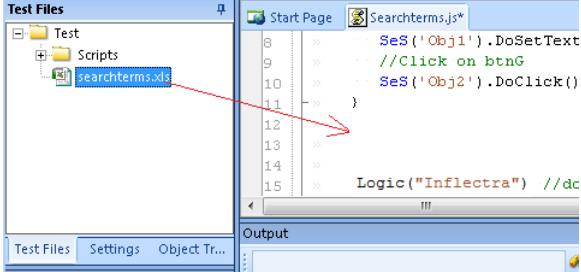 Test Files
Test
Scripts
searchterms.xls
Test Files Settings Object Tr...
Start Page Searchterms.js*
8 SeS('Obj1').DoSetText
9 //Click on btnG
10 SeS('Obj2').DoClick()
11 }
12
13
14
15 Logic("Inflectra") //do
Output